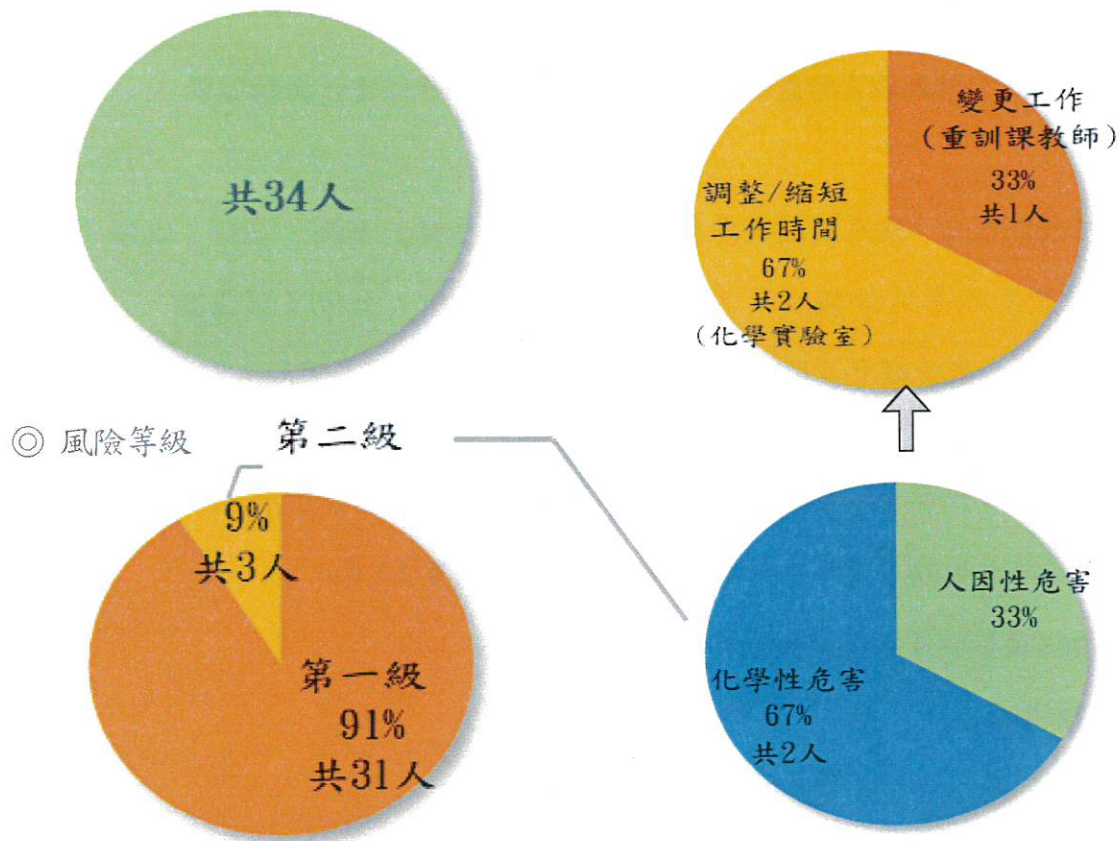 共34人
變更工作
(重訓課教師)
33%
共1人
調整/縮短
工作時間
67%
共2人
(化學實驗室)
◎ 風險等級
第二級
9%
共3人
第一級
91%
共31人
人因性危害
33%
化學性危害
67%
共2人